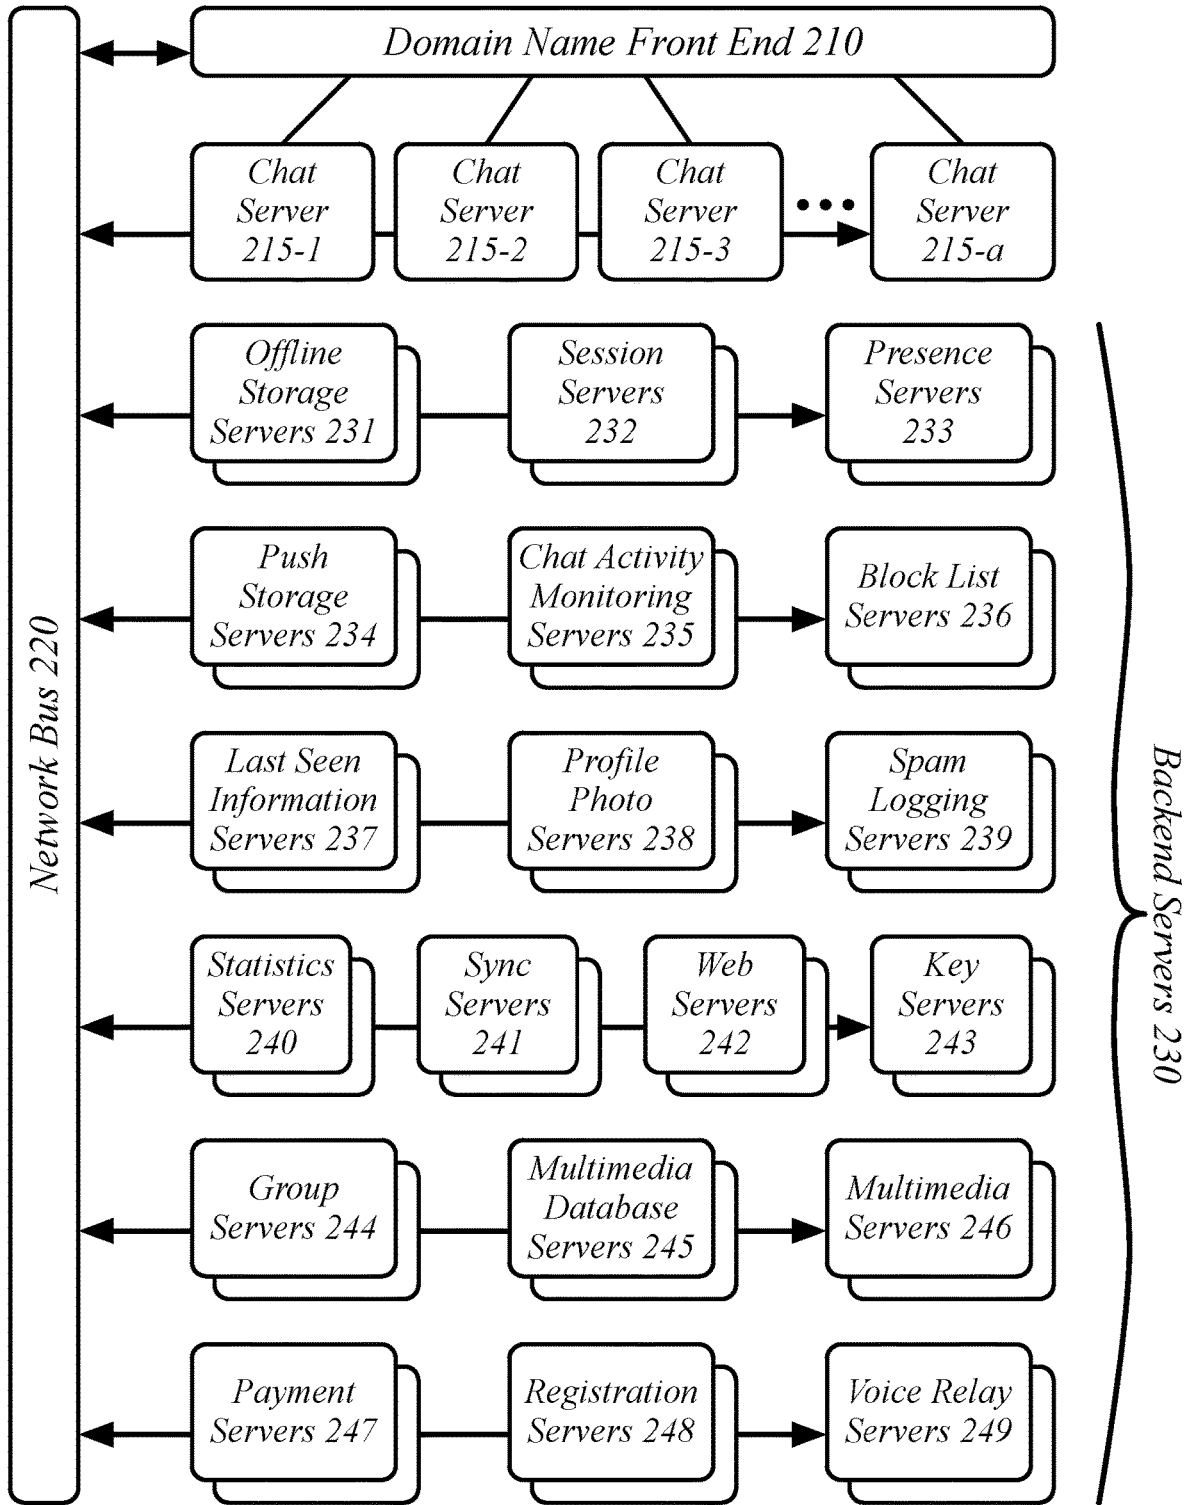 Domain Name Front End 210
Chat
Server
215-1
Chat
Server
215-2
Chat
Server
215-3
Chat
Server
215-a
Network Bus 220
Offline
Storage
Servers 231
Session
Servers
232
Presence
Servers
233
Push
Storage
Servers 234
Chat Activity
Monitoring
Servers 235
Block List
Servers 236
Last Seen
Information
Servers 237
Profile
Photo
Servers 238
Spam
Logging
Servers 239
Statistics
Servers
240
Sync
Servers
241
Web
Servers
242
Key
Servers
243
Group
Servers 244
Multimedia
Database
Servers 245
Multimedia
Servers 246
Payment
Servers 247
Registration
Servers 248
Voice Relay
Servers 249
Backend Servers 230